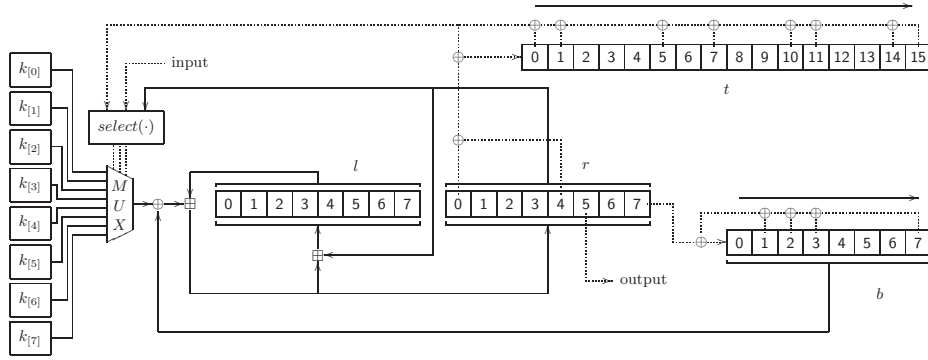 k[0]
k[1]
k[2]
k[3]
k[4]
k[5]
k[6]
k[7]
input
select(·)
M
U
X
0 1 2 3 4 5 6 7 8 9 10 11 12 13 14 15
t
l
0 1 2 3 4 5 6 7
r
0 1 2 3 4 5 6 7
output
0 1 2 3 4 5 6 7
b